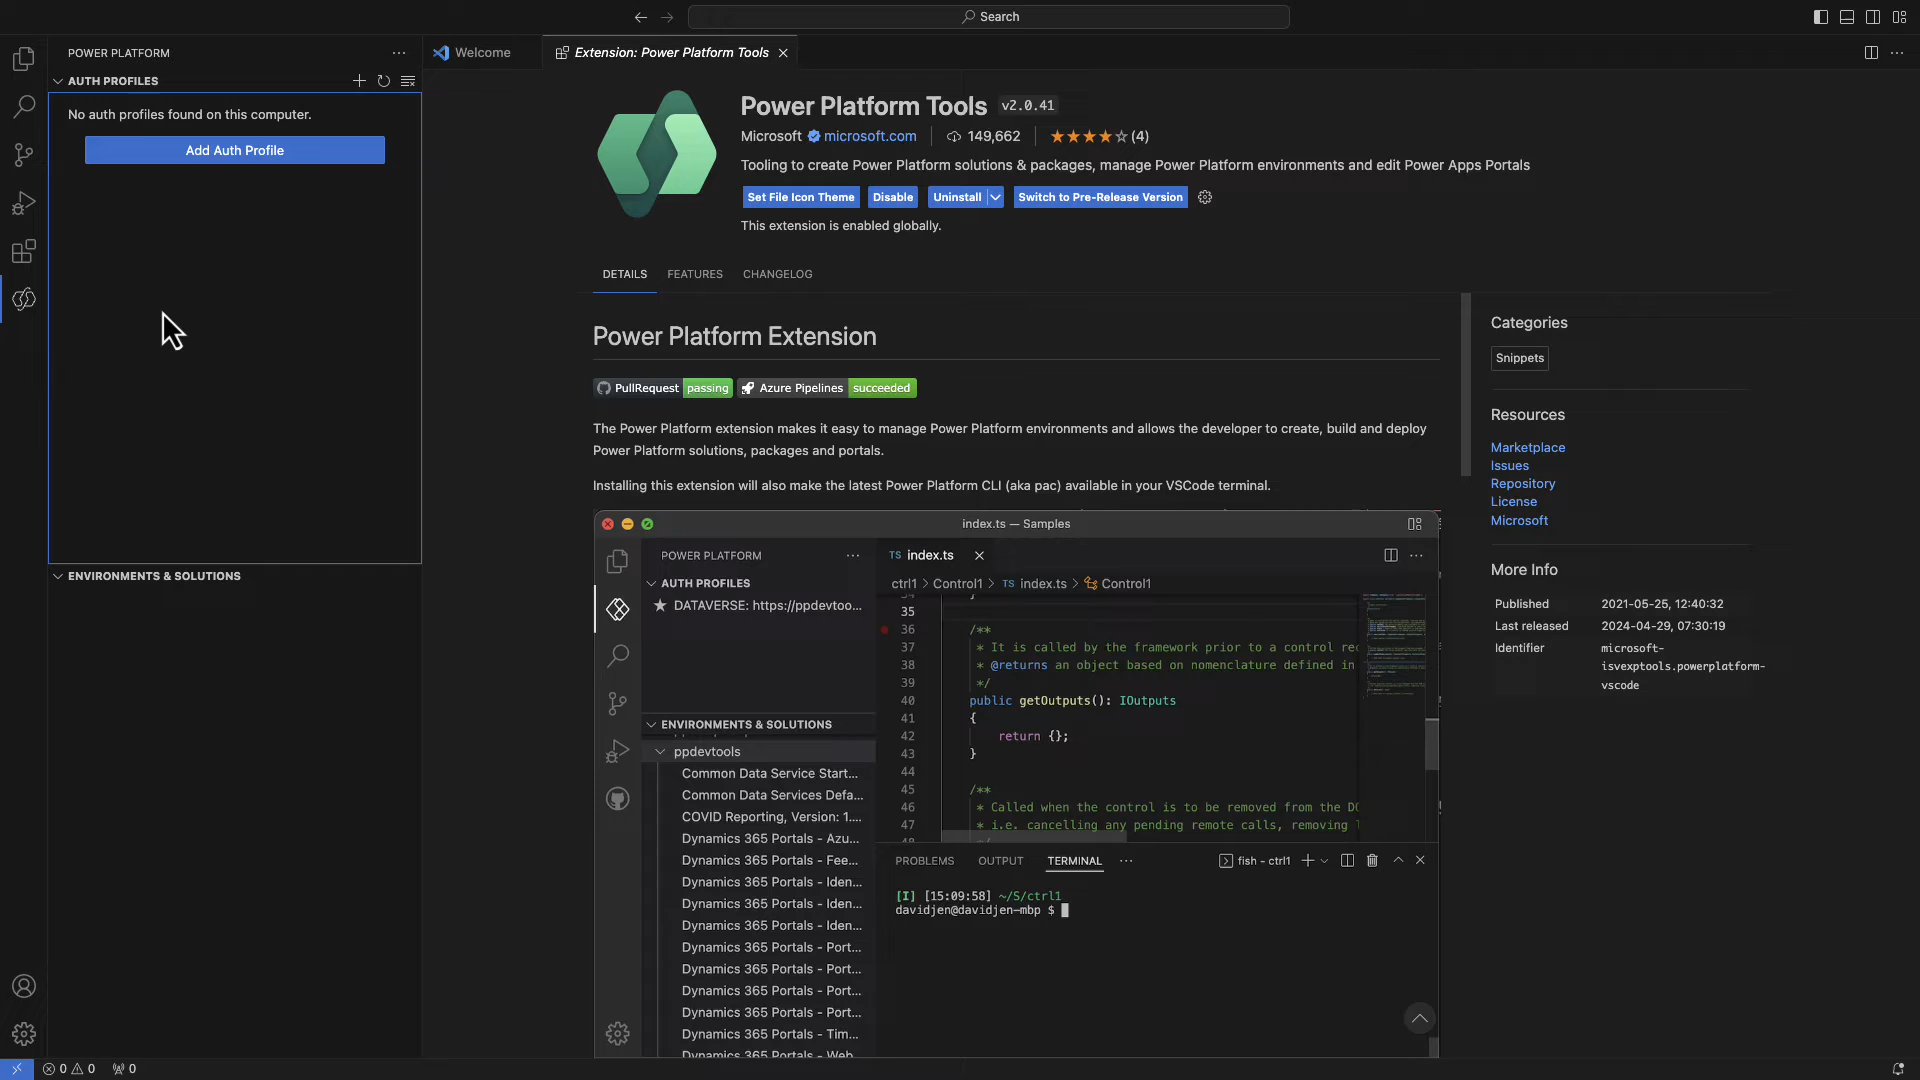 Search
POWER PLATFORM
AUTH PROFILES
No auth profiles found on this computer.
Add Auth Profile
ENVIRONMENTS & SOLUTIONS
Welcome
Extension: Power Platform Tools
Power Platform Tools v2.0.41
Microsoft microsoft.com 149,662 (4)
Tooling to create Power Platform solutions & packages, manage Power Platform environments and edit Power Apps Portals
Set File Icon Theme Disable Uninstall Switch to Pre-Release Version
This extension is enabled globally.
DETAILS FEATURES CHANGELOG
Power Platform Extension
PullRequest passing Azure Pipelines succeeded
The Power Platform extension makes it easy to manage Power Platform environments and allows the developer to create, build and deploy
Power Platform solutions, packages and portals.
Installing this extension will also make the latest Power Platform CLI (aka pac) available in your VSCode terminal.
index.ts — Samples
POWER PLATFORM
AUTH PROFILES
DATAVERSE: https://ppdevtoo...
ENVIRONMENTS & SOLUTIONS
ppdevtools
Common Data Service Start...
Common Data Services Defa...
COVID Reporting, Version: 1....
Dynamics 365 Portals - Azu...
Dynamics 365 Portals - Fee...
Dynamics 365 Portals - Iden...
Dynamics 365 Portals - Iden...
Dynamics 365 Portals - Iden...
Dynamics 365 Portals - Port...
Dynamics 365 Portals - Port...
Dynamics 365 Portals - Port...
Dynamics 365 Portals - Port...
Dynamics 365 Portals - Tim...
Dynamics 365 Portals - Web
TS index.ts
ctrl1 > Control1 > TS index.ts > Control1
34 }
35
36 /**
37 * It is called by the framework prior to a control rec
38 * @returns an object based on nomenclature defined in
39 */
40 public getOutputs(): IOutputs
41 {
42 return {};
43 }
44
45 /**
46 * Called when the control is to be removed from the DO
47 * i.e. cancelling any pending remote calls, removing l
48 */
PROBLEMS OUTPUT TERMINAL ··· fish - ctrl1
[I] [15:09:58] ~/S/ctrl1
davidjen@davidjen-mbp $
Categories
Snippets
Resources
Marketplace
Issues
Repository
License
Microsoft
More Info
Published 2021-05-25, 12:40:32
Last released 2024-04-29, 07:30:19
Identifier microsoft-
isvexptools.powerplatform-
vscode
0 0 0